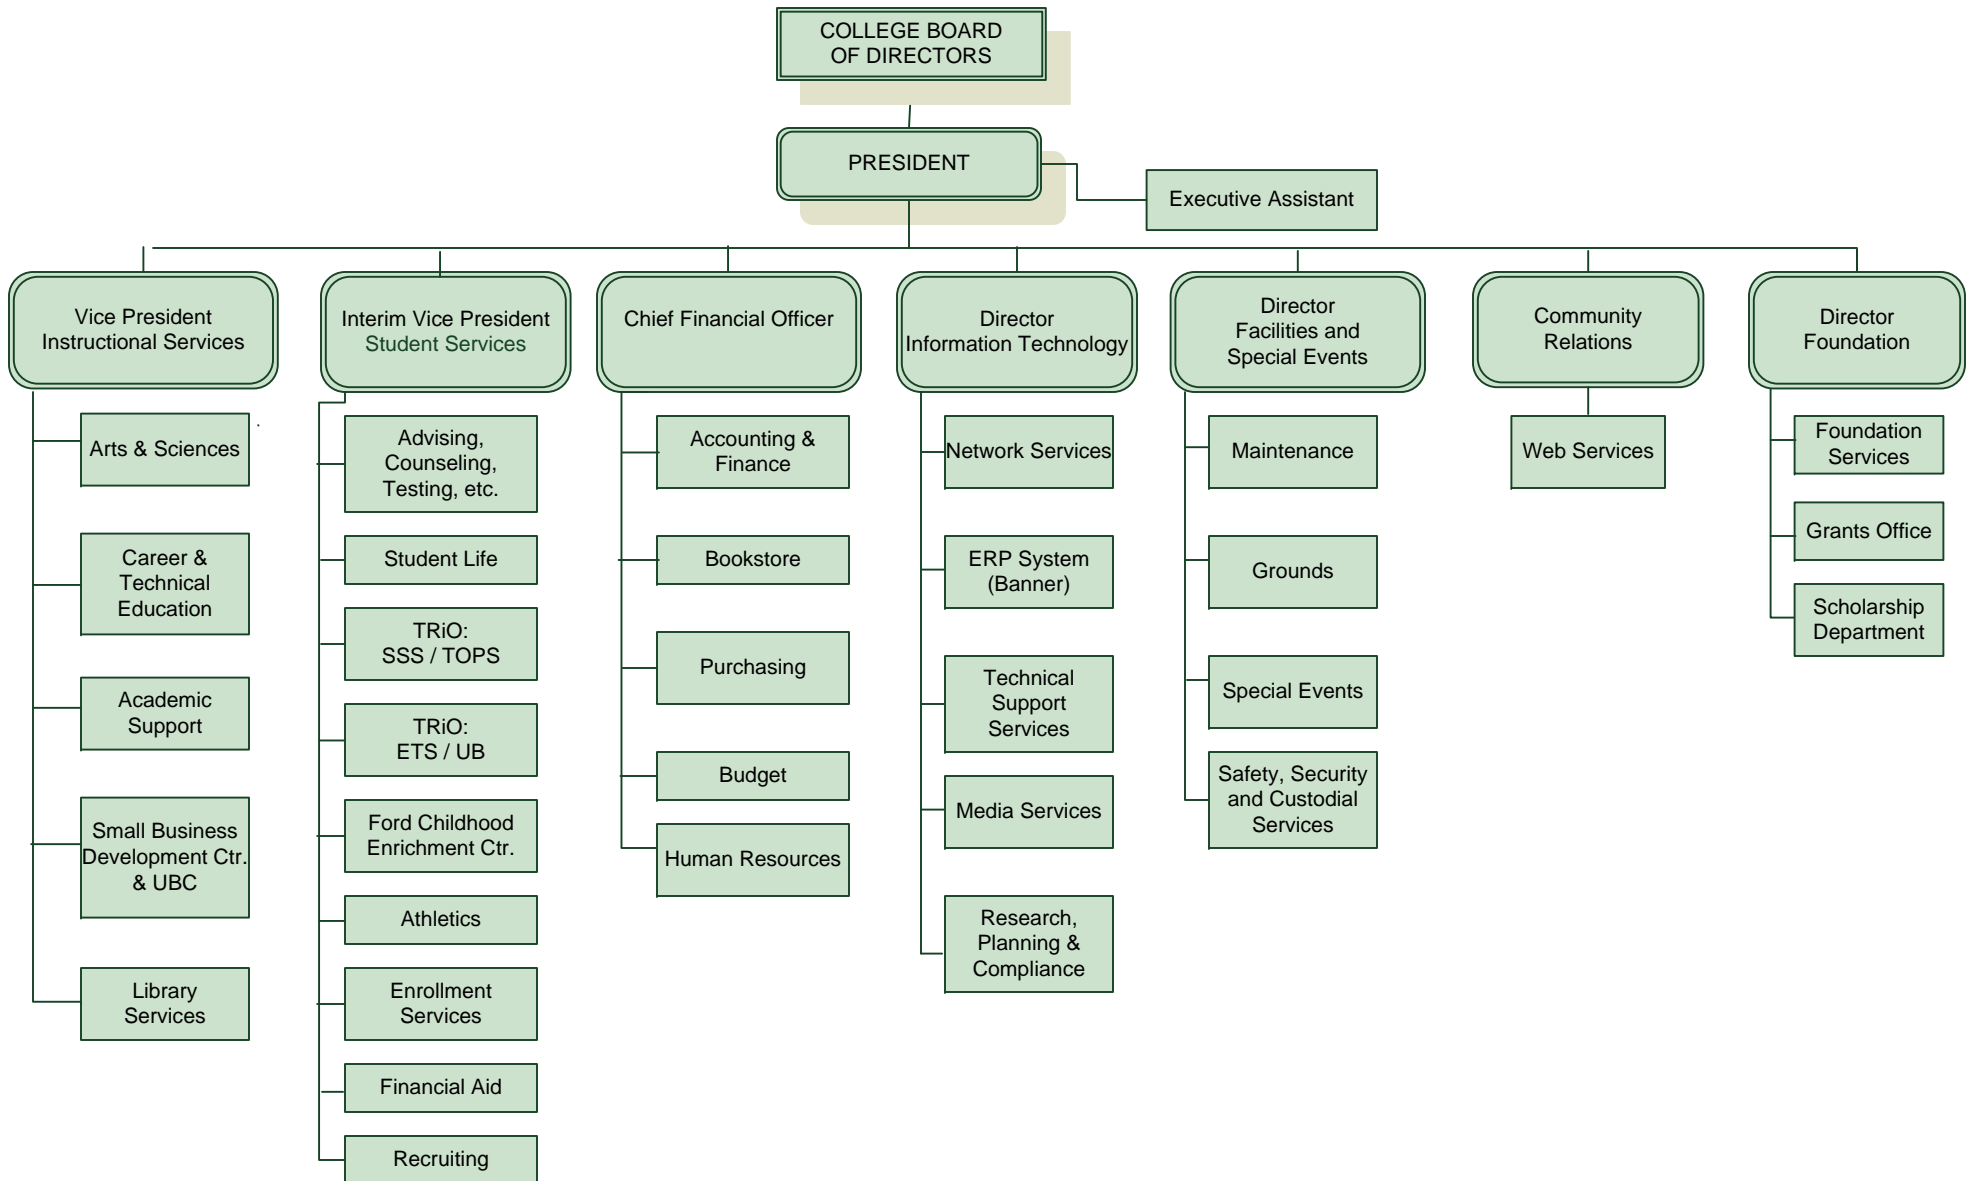 COLLEGE BOARD
OF DIRECTORS
PRESIDENT
Executive Assistant
Vice President
Instructional Services
Arts & Sciences
Career &
Technical
Education
Academic
Support
Small Business
Development Ctr.
& UBC
Library
Services
Interim Vice President
Student Services
Advising,
Counseling,
Testing, etc.
Student Life
TRiO:
SSS / TOPS
TRiO:
ETS / UB
Ford Childhood
Enrichment Ctr.
Athletics
Enrollment
Services
Financial Aid
Recruiting
Chief Financial Officer
Accounting &
Finance
Bookstore
Purchasing
Budget
Human Resources
Director
Information Technology
Network Services
ERP System
(Banner)
Technical
Support
Services
Media Services
Research,
Planning &
Compliance
Director
Facilities and
Special Events
Maintenance
Grounds
Special Events
Safety, Security
and Custodial
Services
Community
Relations
Web Services
Director
Foundation
Foundation
Services
Grants Office
Scholarship
Department